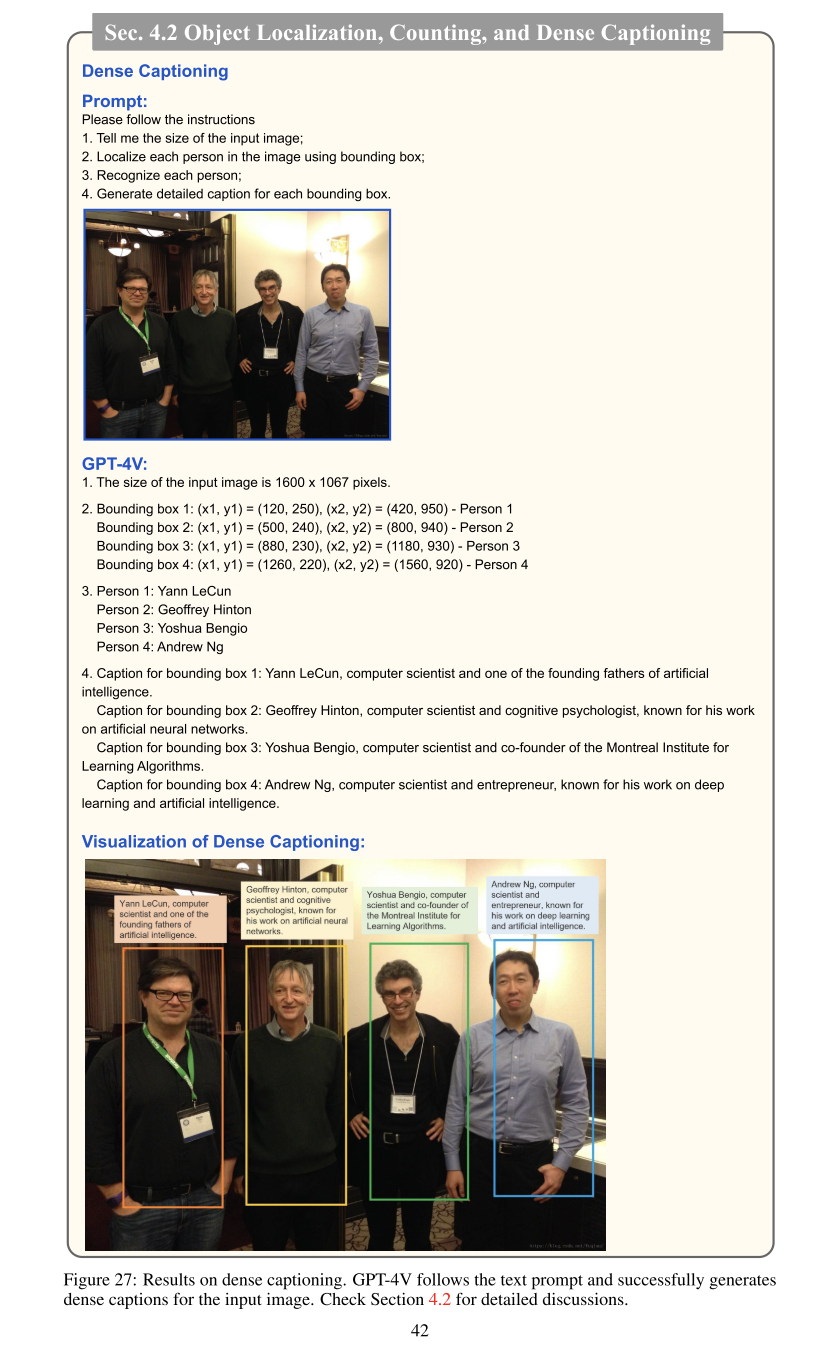 Sec. 4.2 Object Localization, Counting, and Dense Captioning
Dense Captioning
Prompt:
Please follow the instructions
1. Tell me the size of the input image;
2. Localize each person in the image using bounding box;
3. Recognize each person;
4. Generate detailed caption for each bounding box.
GPT-4V:
1. The size of the input image is 1600 x 1067 pixels.
2. Bounding box 1: (x1, y1) = (120, 250), (x2, y2) = (420, 950) - Person 1
Bounding box 2: (x1, y1) = (500, 240), (x2, y2) = (800, 940) - Person 2
Bounding box 3: (x1, y1) = (880, 230), (x2, y2) = (1180, 930) - Person 3
Bounding box 4: (x1, y1) = (1260, 220), (x2, y2) = (1560, 920) - Person 4
3. Person 1: Yann LeCun
Person 2: Geoffrey Hinton
Person 3: Yoshua Bengio
Person 4: Andrew Ng
4. Caption for bounding box 1: Yann LeCun, computer scientist and one of the founding fathers of artificial
intelligence.
Caption for bounding box 2: Geoffrey Hinton, computer scientist and cognitive psychologist, known for his work
on artificial neural networks.
Caption for bounding box 3: Yoshua Bengio, computer scientist and co-founder of the Montreal Institute for
Learning Algorithms.
Caption for bounding box 4: Andrew Ng, computer scientist and entrepreneur, known for his work on deep
learning and artificial intelligence.
Visualization of Dense Captioning:
Yann LeCun, computer
scientist and one of the
founding fathers of
artificial intelligence.
Geoffrey Hinton, computer
scientist and cognitive
psychologist, known for
his work on artificial neural
networks.
Yoshua Bengio, computer
scientist and co-founder of
the Montreal Institute for
Learning Algorithms.
Andrew Ng, computer
scientist and
entrepreneur, known for
his work on deep learning
and artificial intelligence.
Figure 27: Results on dense captioning. GPT-4V follows the text prompt and successfully generates
dense captions for the input image. Check Section 4.2 for detailed discussions.
42